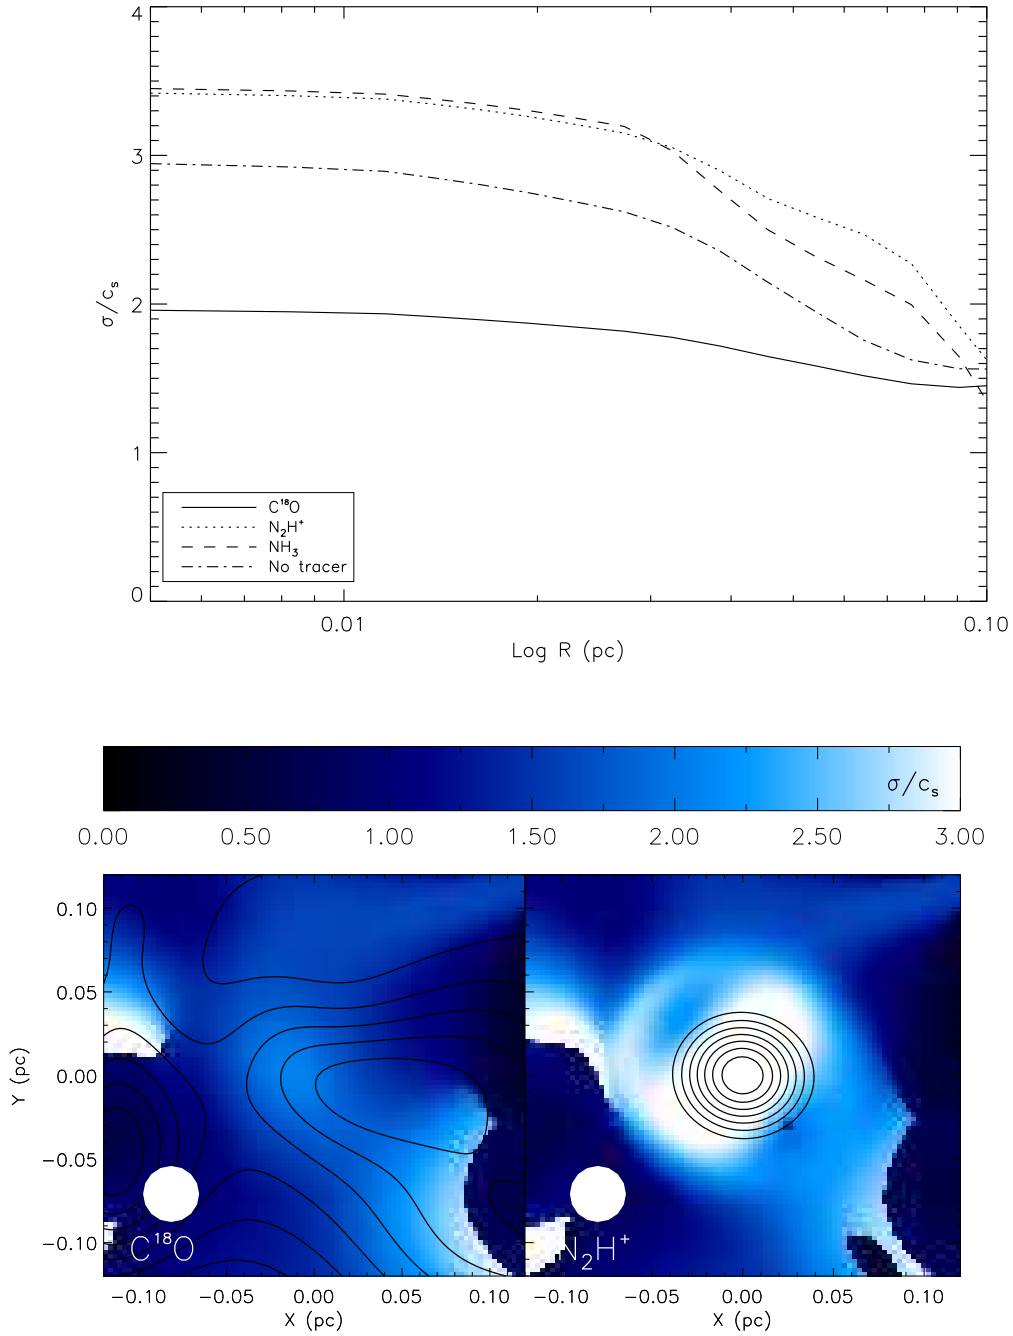 4
3
2
1
0
σ/cₛ
C¹⁸O
N₂H⁺
NH₃
No tracer
0.01
0.10
Log R (pc)
σ/cₛ
0.00 0.50 1.00 1.50 2.00 2.50 3.00
0.10
0.05
0.00
−0.05
−0.10
Y (pc)
C¹⁸O
N₂H⁺
−0.10 −0.05 0.00 0.05 0.10
−0.10 −0.05 0.00 0.05 0.10
X (pc)
X (pc)